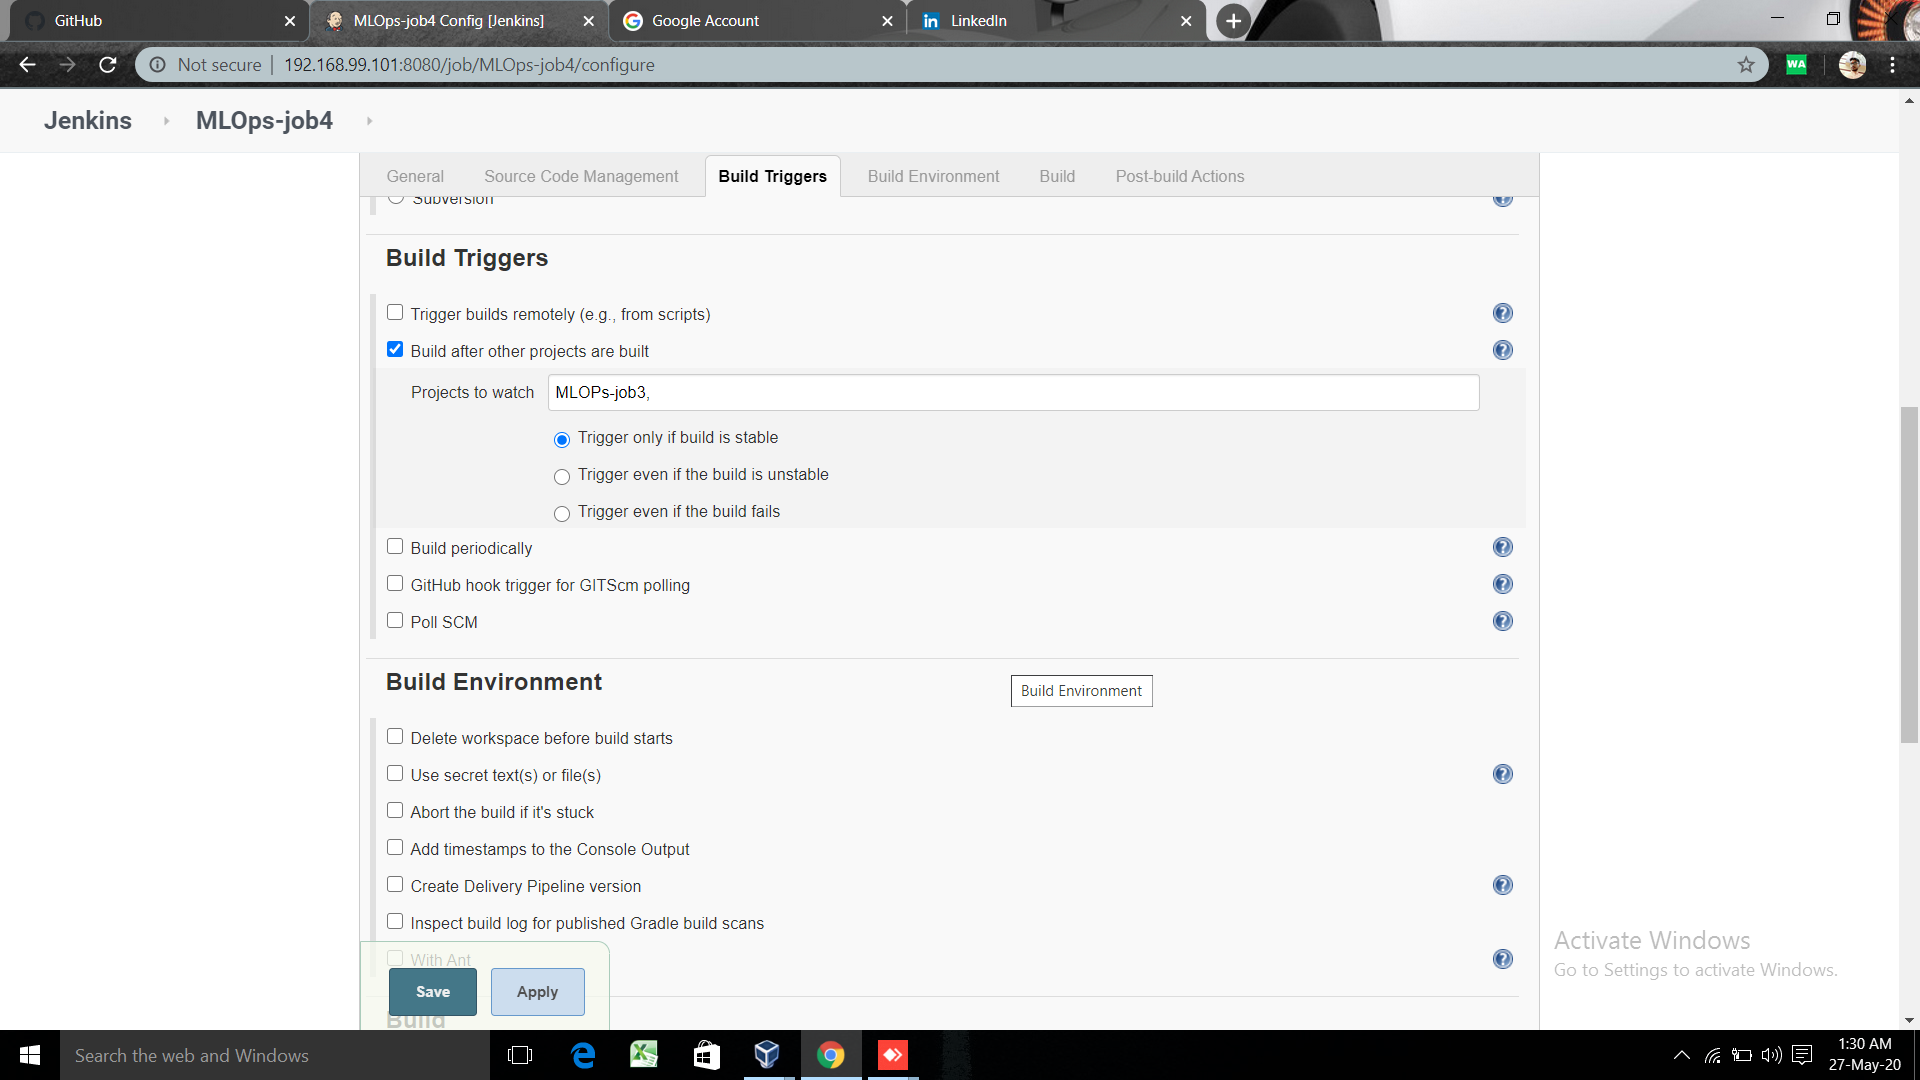 GitHub
MLOps-job4 Config [Jenkins]
Google Account
LinkedIn
Not secure
192.168.99.101:8080/job/MLOps-job4/configure
WA
Jenkins
MLOps-job4
General
Source Code Management
Build Triggers
Build Environment
Build
Post-build Actions
Subversion
Build Triggers
Trigger builds remotely (e.g., from scripts)
Build after other projects are built
Projects to watch
MLOPs-job3,
Trigger only if build is stable
Trigger even if the build is unstable
Trigger even if the build fails
Build periodically
GitHub hook trigger for GITScm polling
Poll SCM
Build Environment
Build Environment
Delete workspace before build starts
Use secret text(s) or file(s)
Abort the build if it's stuck
Add timestamps to the Console Output
Create Delivery Pipeline version
Inspect build log for published Gradle build scans
With Ant
Save
Apply
Build
Activate Windows
Go to Settings to activate Windows.
Search the web and Windows
1:30 AM
27-May-20